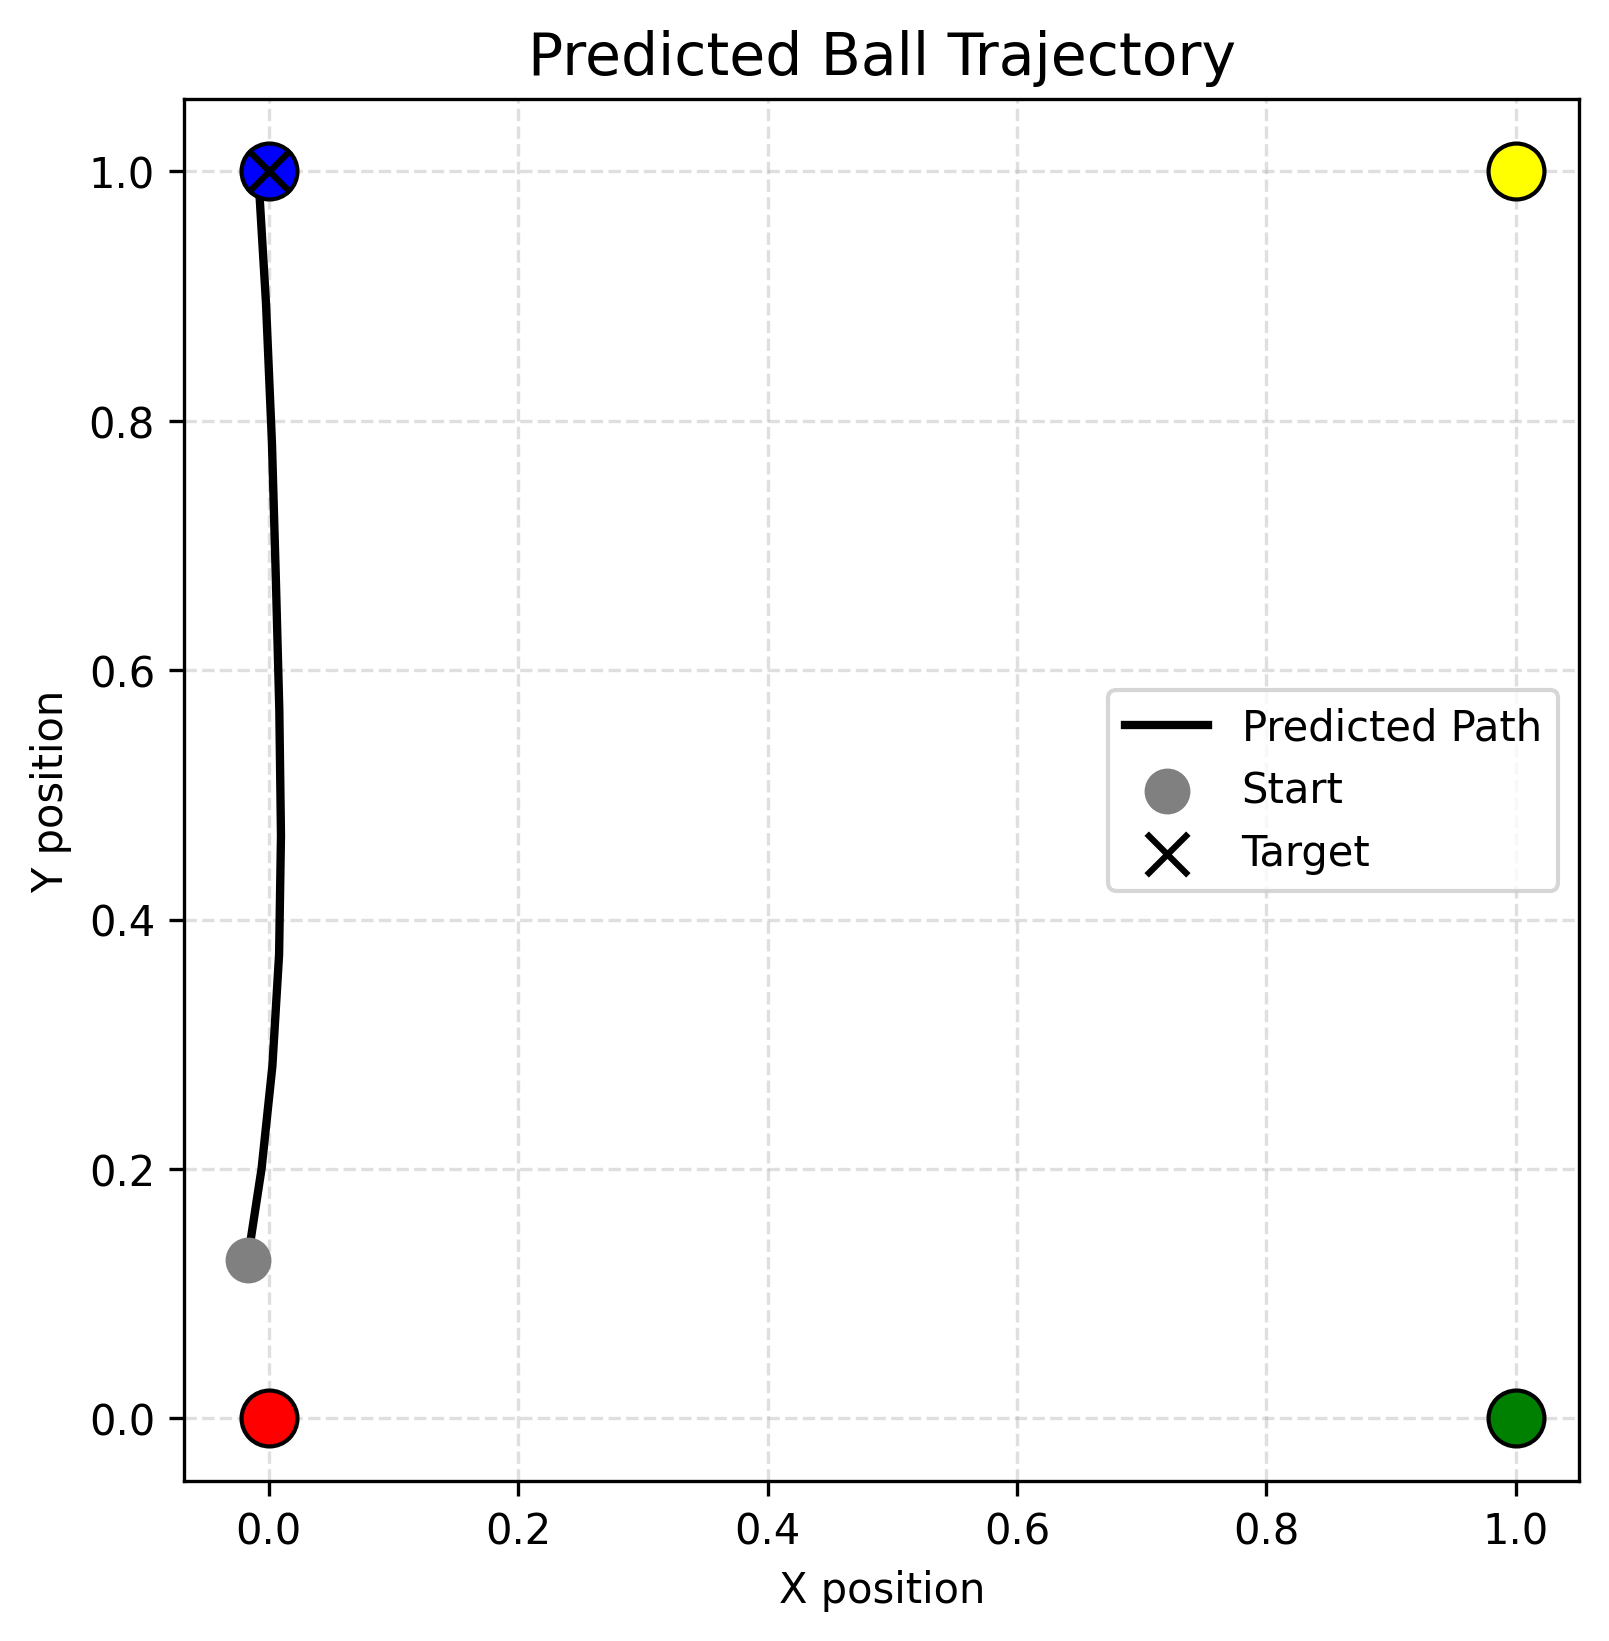 Predicted Ball Trajectory
1.0
0.8
0.6
0.4
0.2
0.0
Y position
Predicted Path
Start
Target
0.0 0.2 0.4 0.6 0.8 1.0
X position